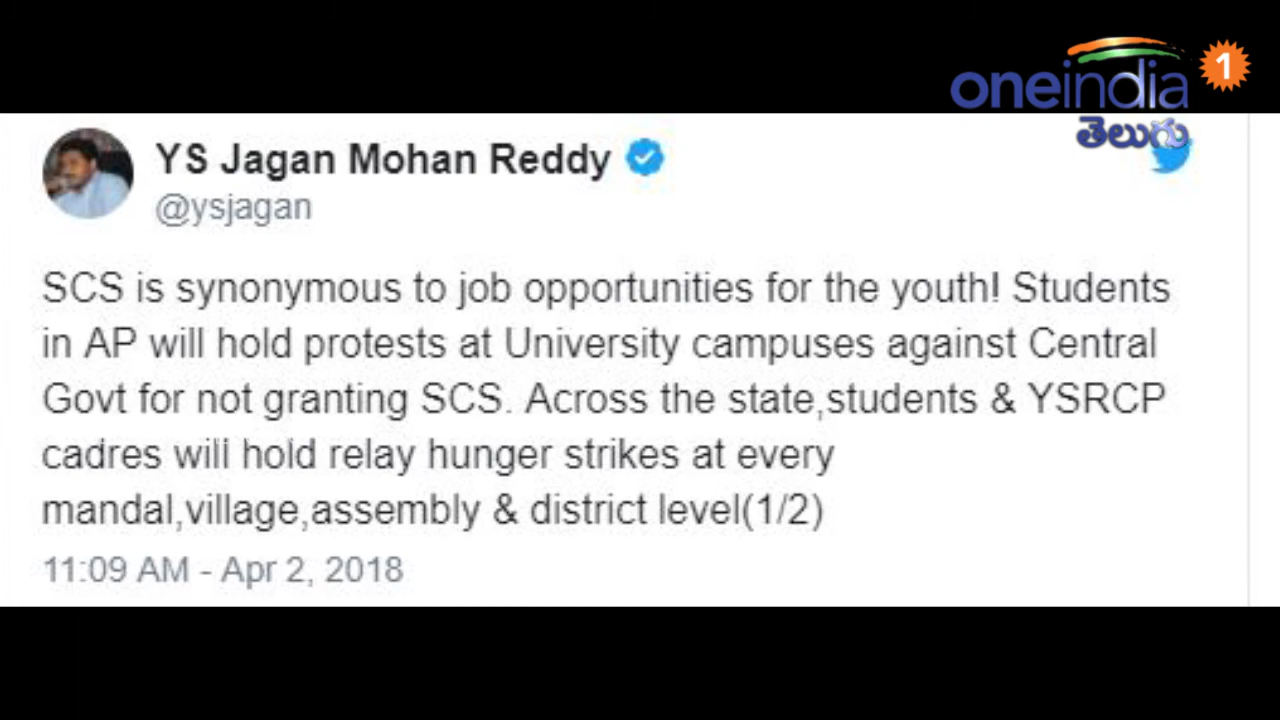 oneindia 1
తెలుగు
YS Jagan Mohan Reddy
@ysjagan
SCS is synonymous to job opportunities for the youth! Students
in AP will hold protests at University campuses against Central
Govt for not granting SCS. Across the state,students & YSRCP
cadres will hold relay hunger strikes at every
mandal,village,assembly & district level(1/2)
11:09 AM - Apr 2, 2018